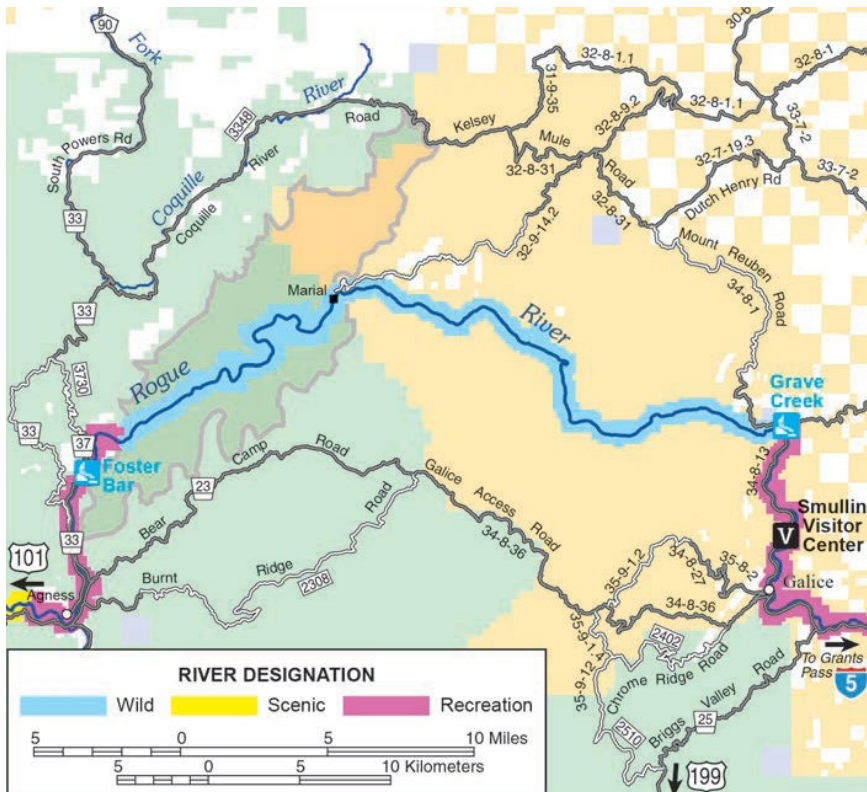 90
Fork
River
South Powers Rd
33
Coquille
3348
Coquille River Road
Kelsey
31-9-35
32-8-1.1
30-6
32-8-1
Mule
32-8-9.2
32-8-1.1
33-7-2
32-8-31
32-7-19.3
33-7-2
Road
32-8-31
Dutch Henry Rd
32-9-14.2
Mount Reuben Road
34-8-1
Marial
33
3730
River
Rogue
33
37
Foster
Bar
Grave
Creek
34-8-13
Bear Camp Road
23
Galice Access Road
34-8-36
Smullin
Visitor
Center
V
33
101
Agness
Burnt Ridge Road
2308
35-9-1.2
34-8-27
35-8-2
Galice
34-8-36
35-9-1.4
2402
Chrome Ridge Road
35-9-12
To Grants
Pass
5
Briggs Valley Road
25
2510
199
RIVER DESIGNATION
Wild Scenic Recreation
5 0 5 10 Miles
5 0 5 10 Kilometers